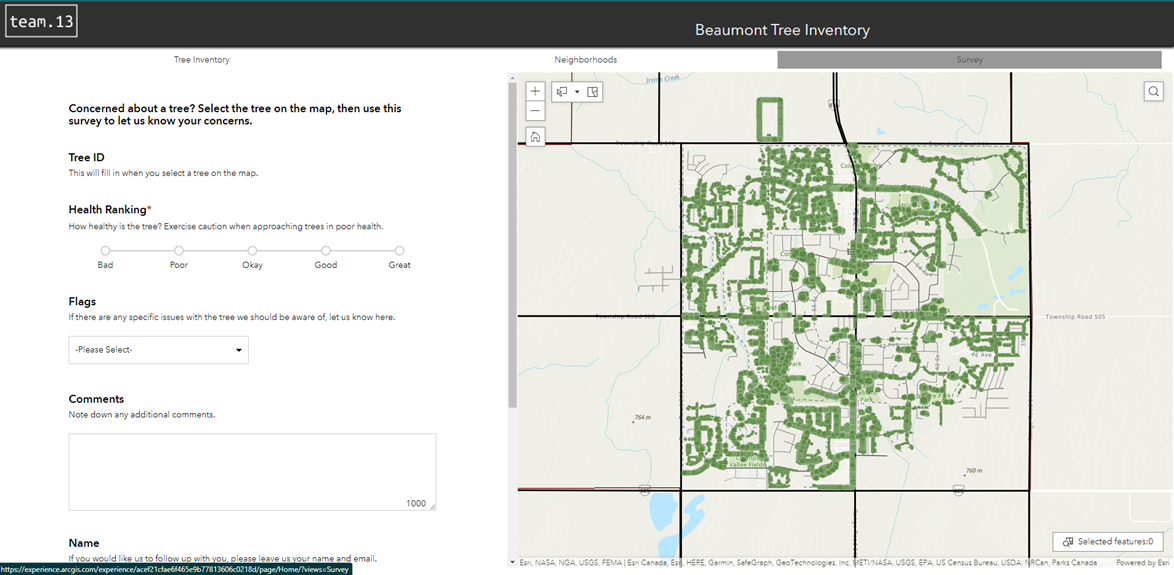 team.13
Beaumont Tree Inventory
Tree Inventory
Neighborhoods
Survey
Concerned about a tree? Select the tree on the map, then use this
survey to let us know your concerns.
Tree ID
This will fill in when you select a tree on the map.
Health Ranking*
How healthy is the tree? Exercise caution when approaching trees in poor health.
Bad
Poor
Okay
Good
Great
Flags
If there are any specific issues with the tree we should be aware of, let us know here.
-Please Select-
Comments
Note down any additional comments.
1000
Name
If you would like us to follow up with you, please leave us your name and email.
https://experience.arcgis.com/experience/acef21cfae6f465e9b77813606c0218d/page/Home/?views=Survey
Irvine Creek
Township Road 505
46 Ave
Park
Park
764 m
Vallee Fields
760 m
Selected features:0
Esri, NASA, NGA, USGS, FEMA | Esri Canada, Esri, HERE, Garmin, SafeGraph, GeoTechnologies, Inc, METI/NASA, USGS, EPA, US Census Bureau, USDA, NRCan, Parks Canada
Powered by Esri